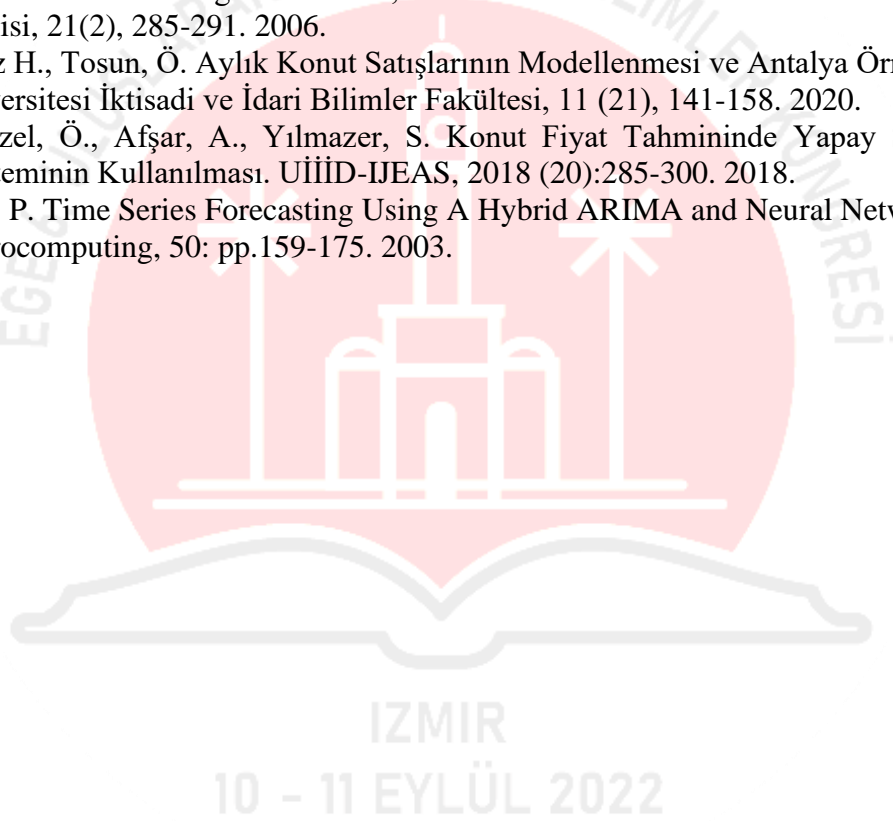 isi, 21(2), 285-291. 2006.
z H., Tosun, Ö. Aylık Konut Satışlarının Modellenmesi ve Antalya Ör
versitesi İktisadi ve İdari Bilimler Fakültesi, 11 (21), 141-158. 2020.
zel, Ö., Afşar, A., Yılmazer, S. Konut Fiyat Tahmininde Yapay
teminin Kullanılması. UİİİD-IJEAS, 2018 (20):285-300. 2018.
, P. Time Series Forecasting Using A Hybrid ARIMA and Neural Netw
rocomputing, 50: pp.159-175. 2003.
IZMIR
10 - 11 EYLÜL 2022